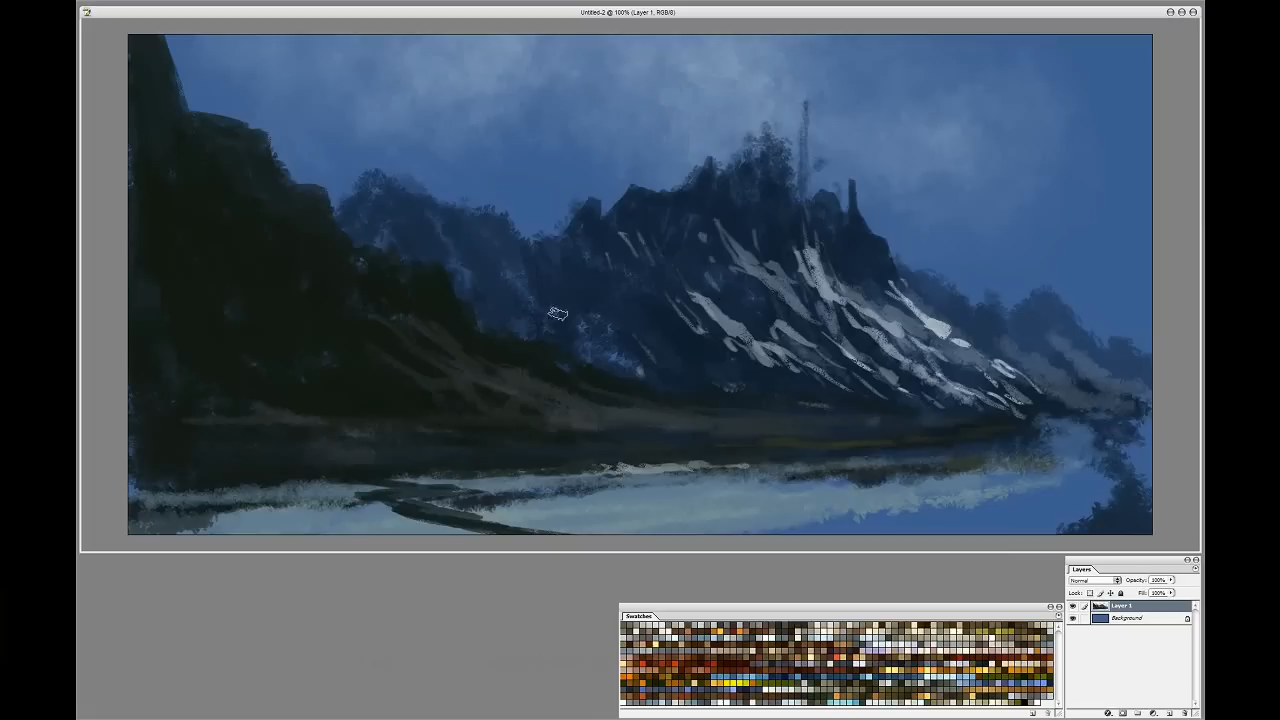 Untitled-2 @ 100% (Layer 1, RGB/8)
Layers
Normal Opacity: 100%
Lock: Fill: 100%
Layer 1
Background
Swatches